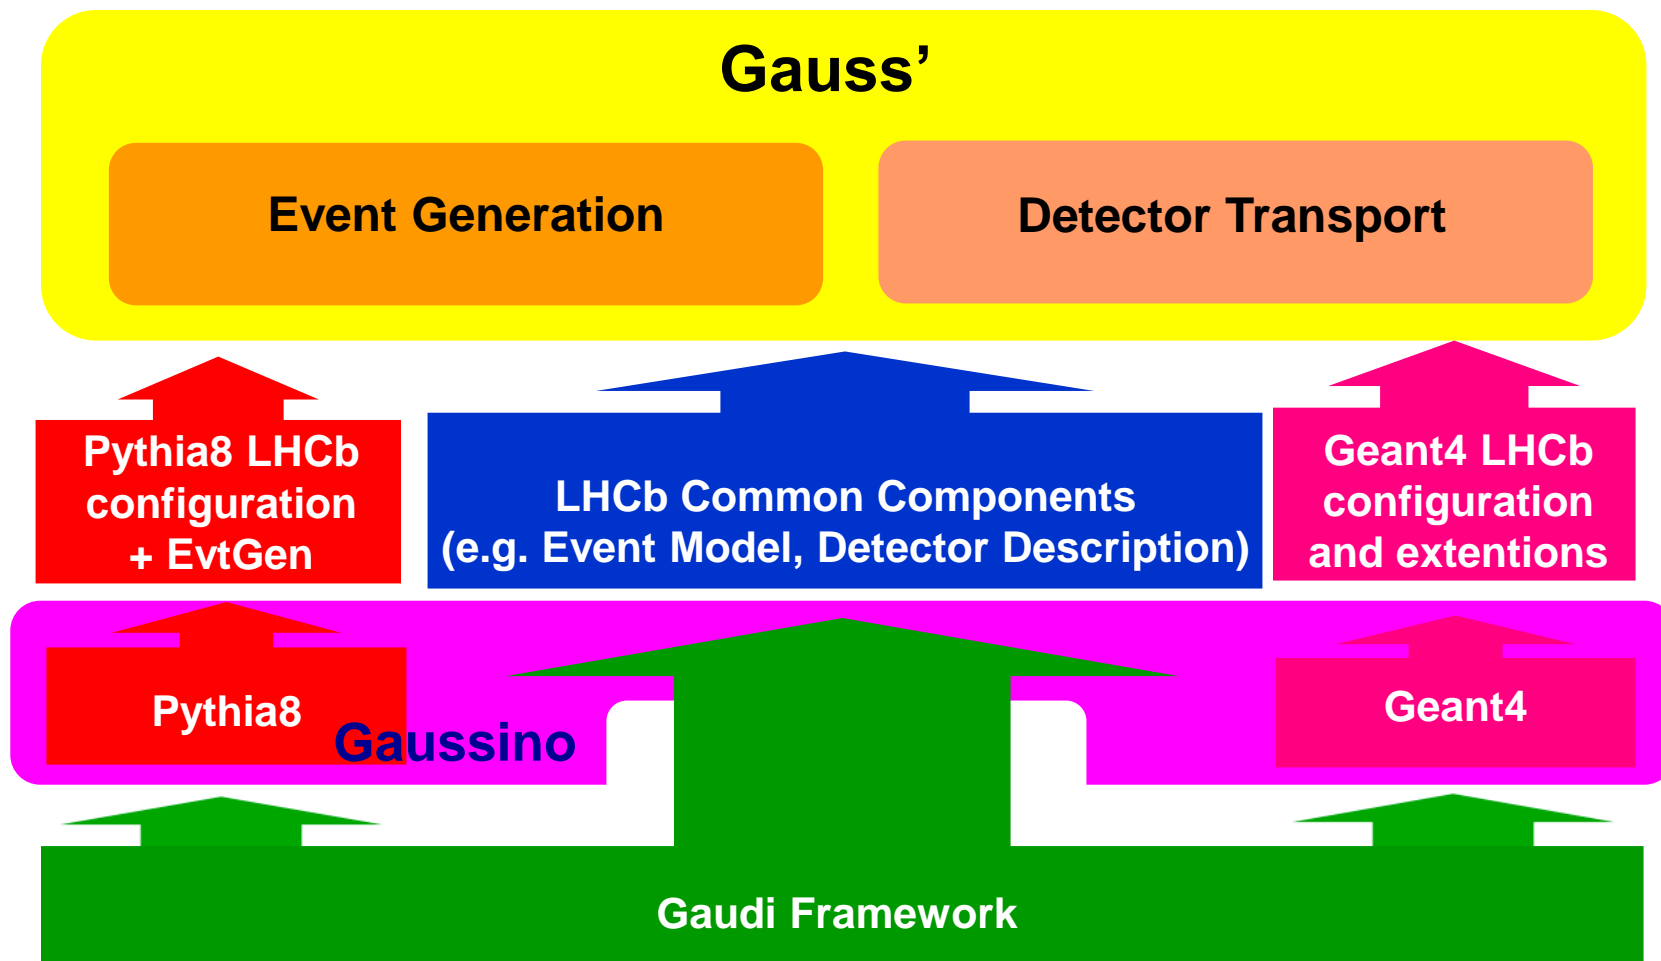 Gauss’
Event Generation
Detector Transport
Pythia8 LHCb
configuration
+ EvtGen
LHCb Common Components
(e.g. Event Model, Detector Description)
Geant4 LHCb
configuration
and extentions
Pythia8
Gaussino
Geant4
Gaudi Framework